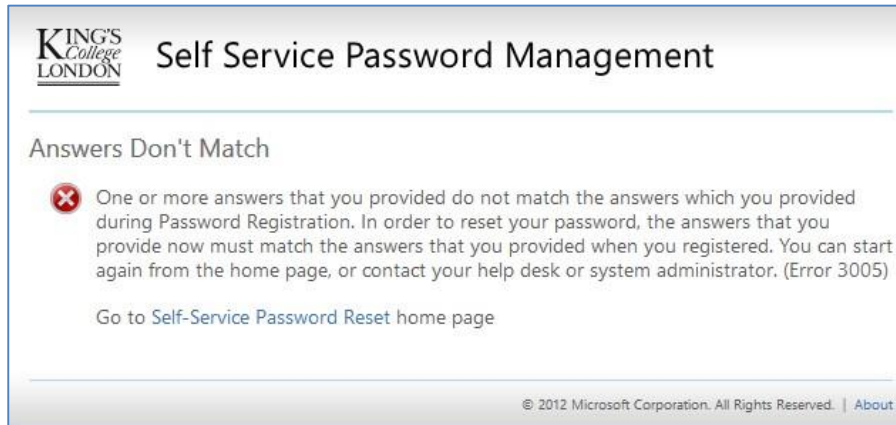 KING'S
College
LONDON
Self Service Password Management
Answers Don't Match
One or more answers that you provided do not match the answers which you provided
during Password Registration. In order to reset your password, the answers that you
provide now must match the answers that you provided when you registered. You can start
again from the home page, or contact your help desk or system administrator. (Error 3005)
Go to Self-Service Password Reset home page
© 2012 Microsoft Corporation. All Rights Reserved. | About